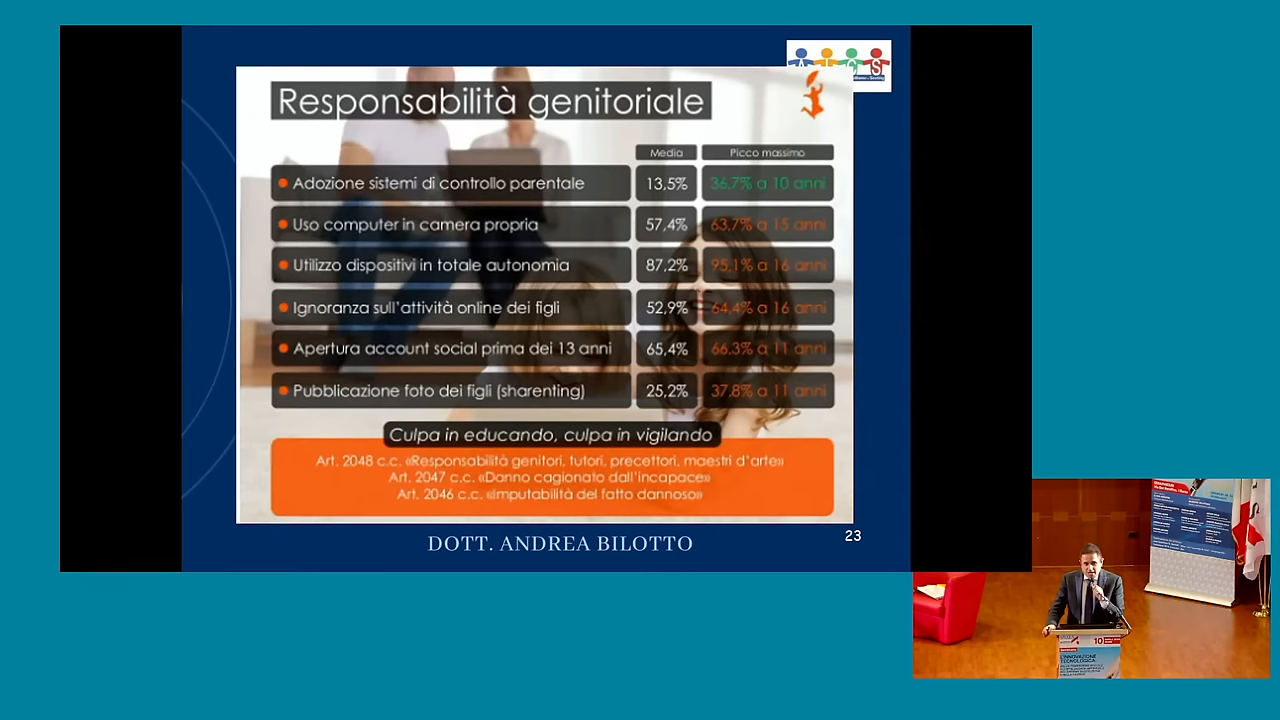 AICS
Responsabilità genitoriale
Media Picco massimo
Adozione sistemi di controllo parentale 13,5% 36,7% a 10 anni
Uso computer in camera propria 57,4% 63,7% a 15 anni
Utilizzo dispositivi in totale autonomia 87,2% 95,1% a 16 anni
Ignoranza sull'attività online dei figli 52,9% 64,4% a 16 anni
Apertura account social prima dei 13 anni 65,4% 66,3% a 11 anni
Pubblicazione foto dei figli (sharenting) 25,2% 37,8% a 11 anni
Culpa in educando, culpa in vigilando
Art. 2048 c.c. «Responsabilità genitori, tutori, precettori, maestri d'arte»
Art. 2047 c.c. «Danno cagionato dall'incapace»
Art. 2046 c.c. «Imputabilità del fatto dannoso»
DOTT. ANDREA BILOTTO
23
10
L'INNOVAZIONE
TECNOLOGICA: